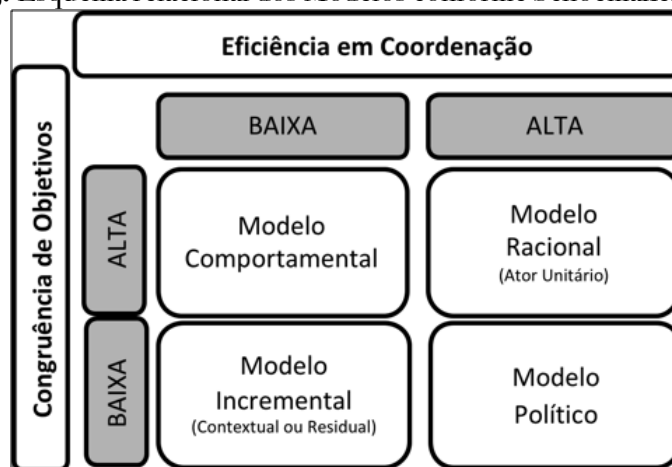 Eficiência em Coordenação
Congruência de Objetivos
BAIXA
ALTA
ALTA
Modelo
Comportamental
Modelo
Racional
(Ator Unitário)
BAIXA
Modelo
Incremental
(Contextual ou Residual)
Modelo
Político